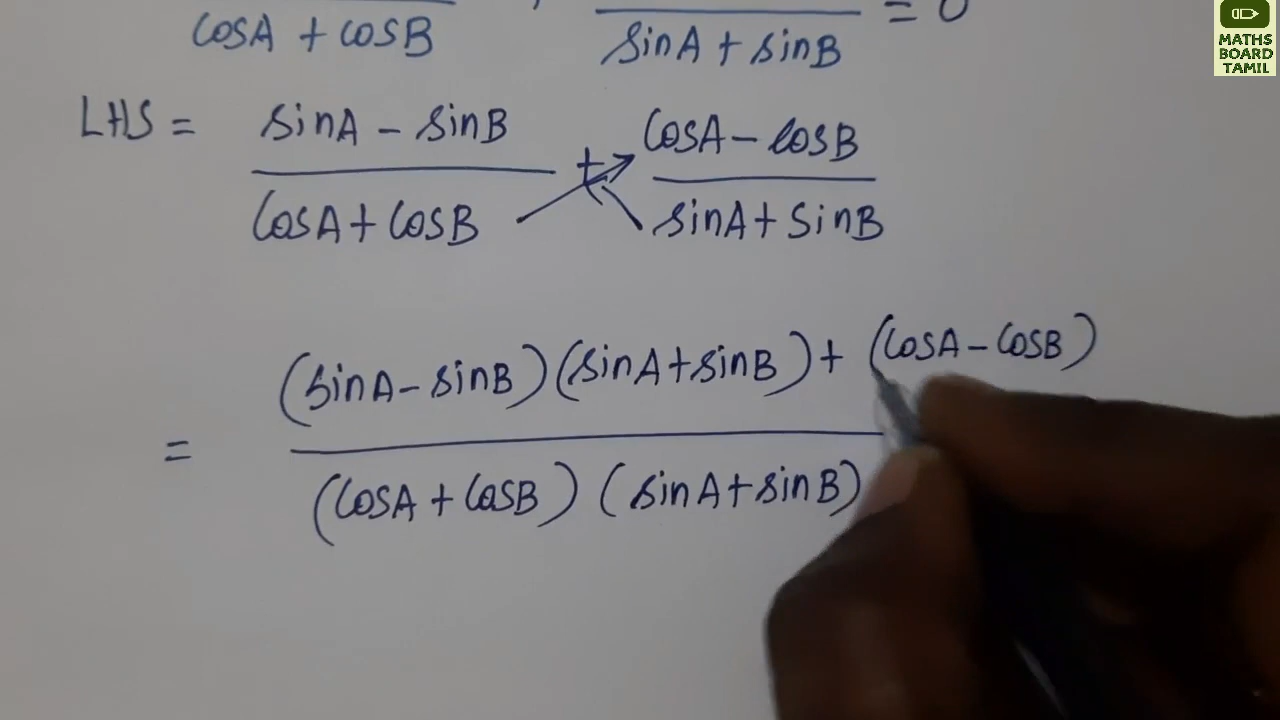 cosA + cosB sinA + sinB = 0
MATHS
BOARD
TAMIL
LHS = sinA - sinB / cosA + cosB + cosA - cosB / sinA + sinB
= (sinA - sinB)(sinA + sinB) + (cosA - cosB)
(cosA + cosB) (sinA + sinB)